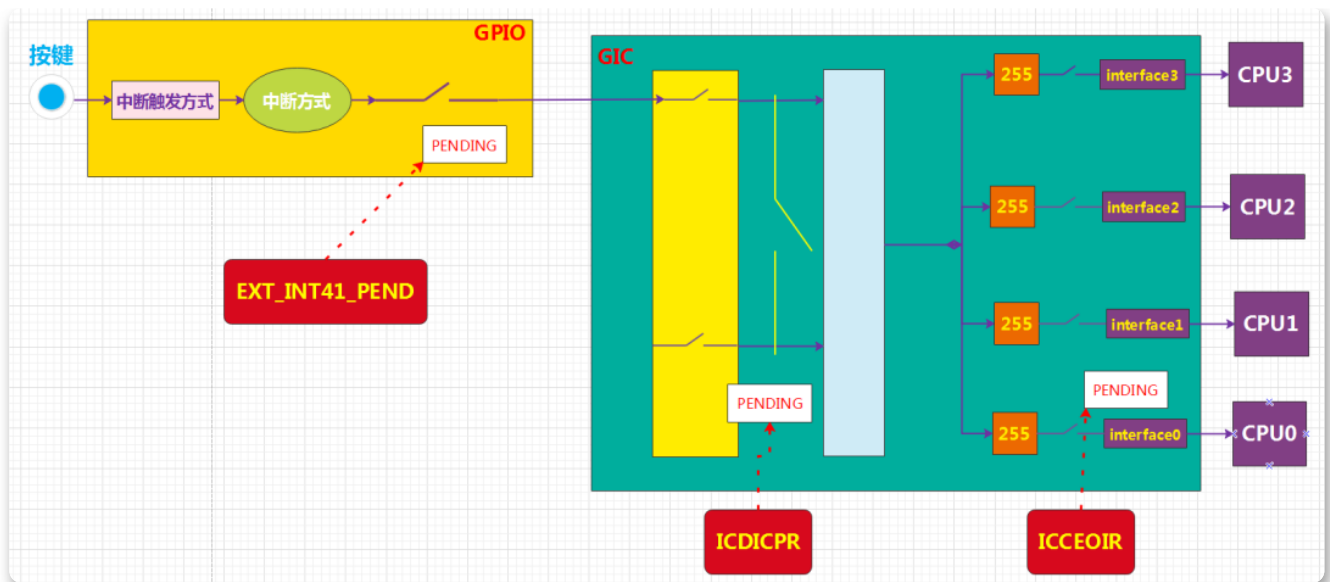 按键
GPIO
中断触发方式
中断方式
PENDING
EXT_INT41_PEND
GIC
255
interface3
CPU3
255
interface2
CPU2
255
interface1
CPU1
PENDING
PENDING
255
interface0
CPU0
ICDICPR
ICCEOIR